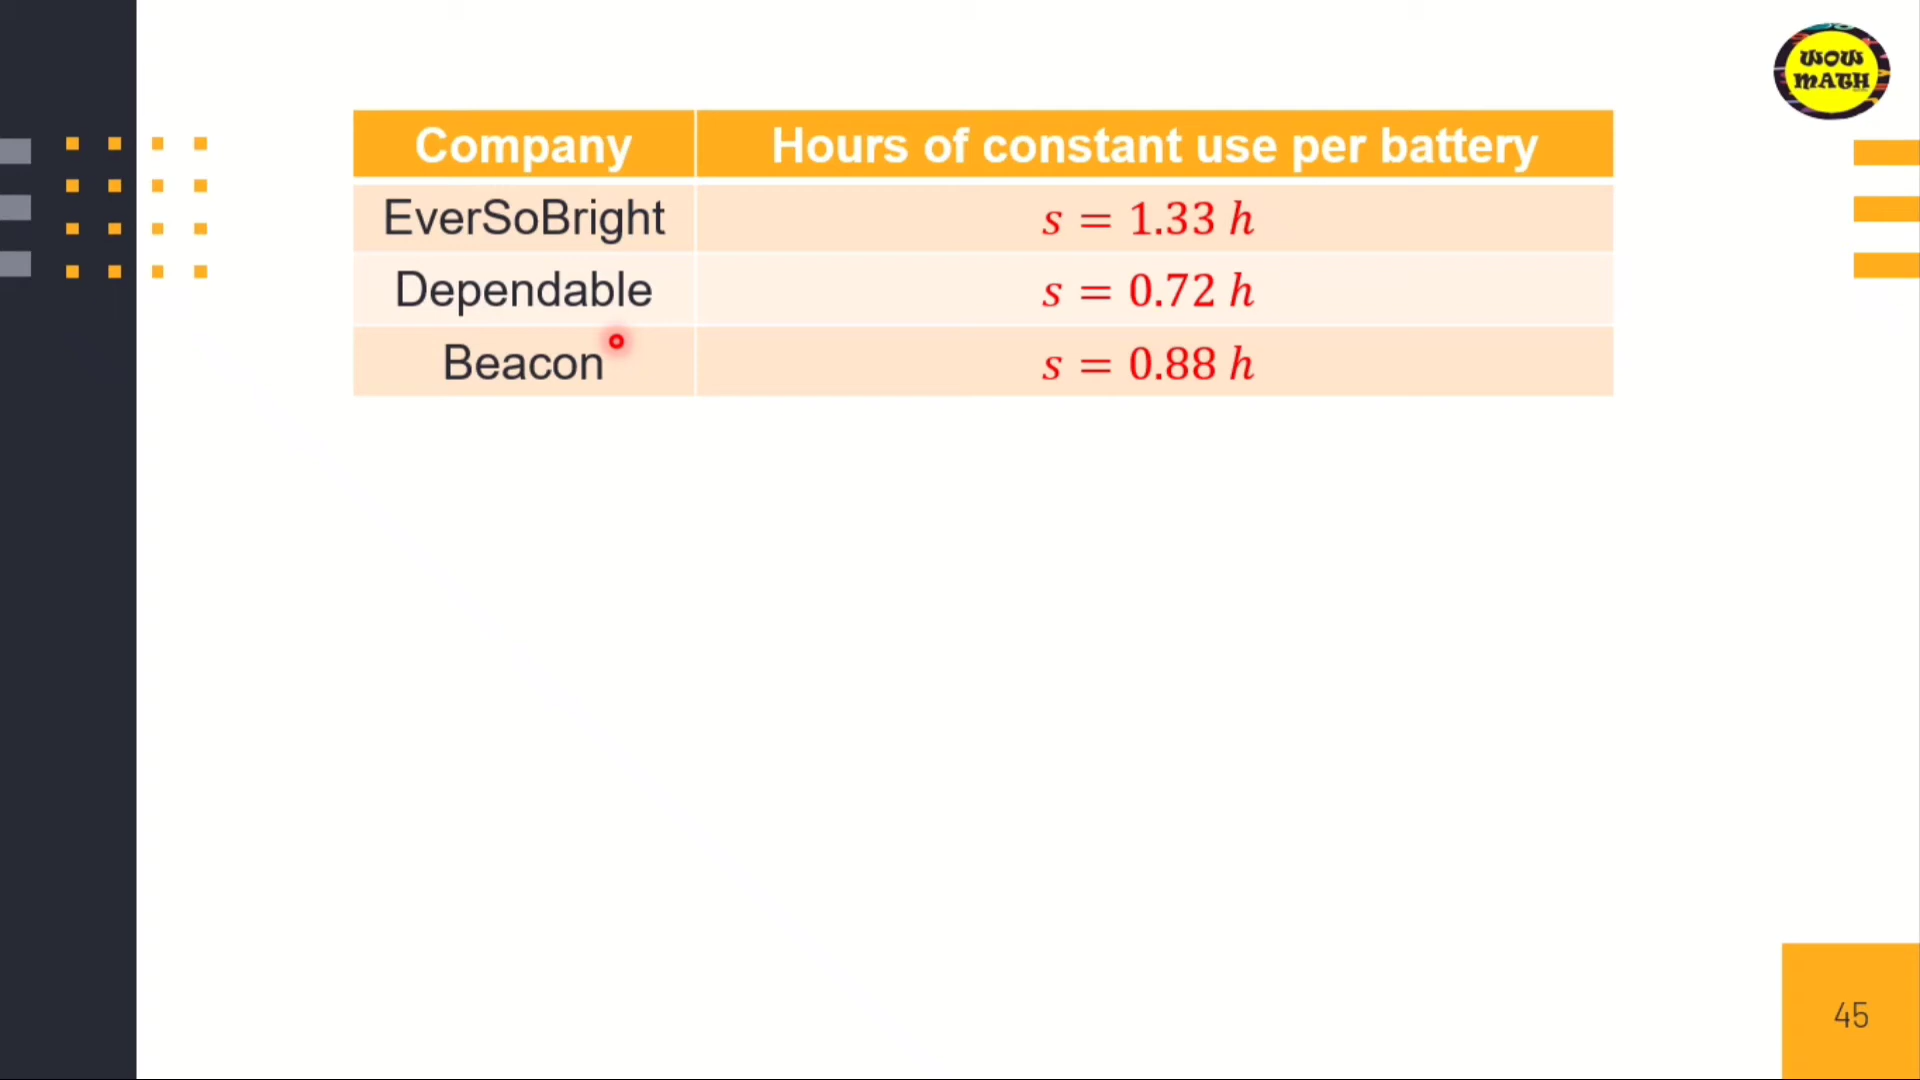 WOW
MATH
Company Hours of constant use per battery
EverSoBright s = 1.33 h
Dependable s = 0.72 h
Beacon s = 0.88 h
45